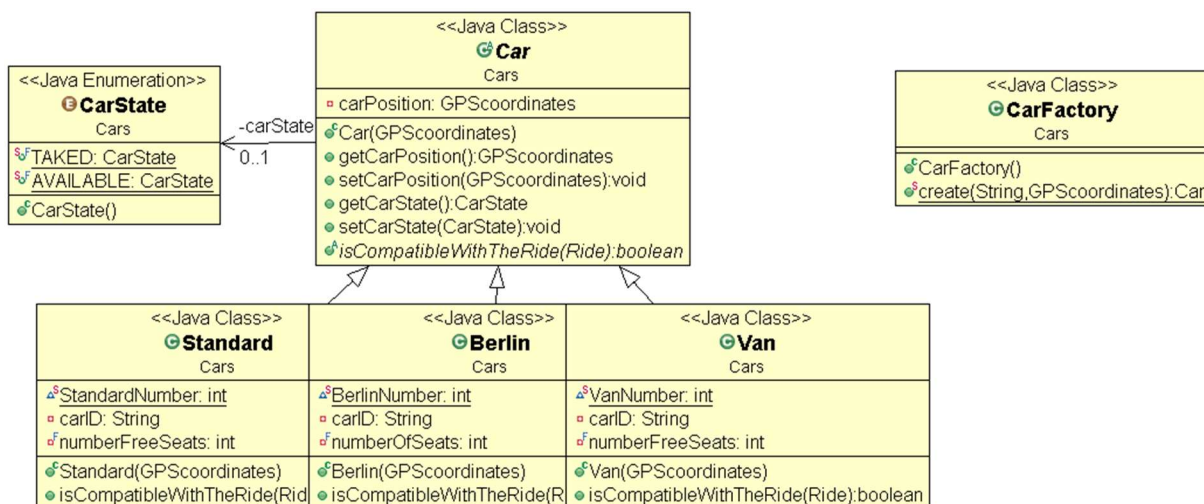 <<Java Enumeration>>
CarState
Cars
TAKED: CarState
AVAILABLE: CarState
CarState()
-carState
0..1
<<Java Class>>
Car
Cars
carPosition: GPScoordinates
Car(GPScoordinates)
getCarPosition():GPScoordinates
setCarPosition(GPScoordinates):void
getCarState():CarState
setCarState(CarState):void
isCompatibleWithTheRide(Ride):boolean
<<Java Class>>
CarFactory
Cars
CarFactory()
create(String,GPScoordinates):Car
<<Java Class>>
Standard
Cars
StandardNumber: int
carID: String
numberFreeSeats: int
Standard(GPScoordinates)
isCompatibleWithTheRide(Rid
<<Java Class>>
Berlin
Cars
BerlinNumber: int
carID: String
numberOfSeats: int
Berlin(GPScoordinates)
isCompatibleWithTheRide(R
<<Java Class>>
Van
Cars
VanNumber: int
carID: String
numberFreeSeats: int
Van(GPScoordinates)
isCompatibleWithTheRide(Ride):boolean